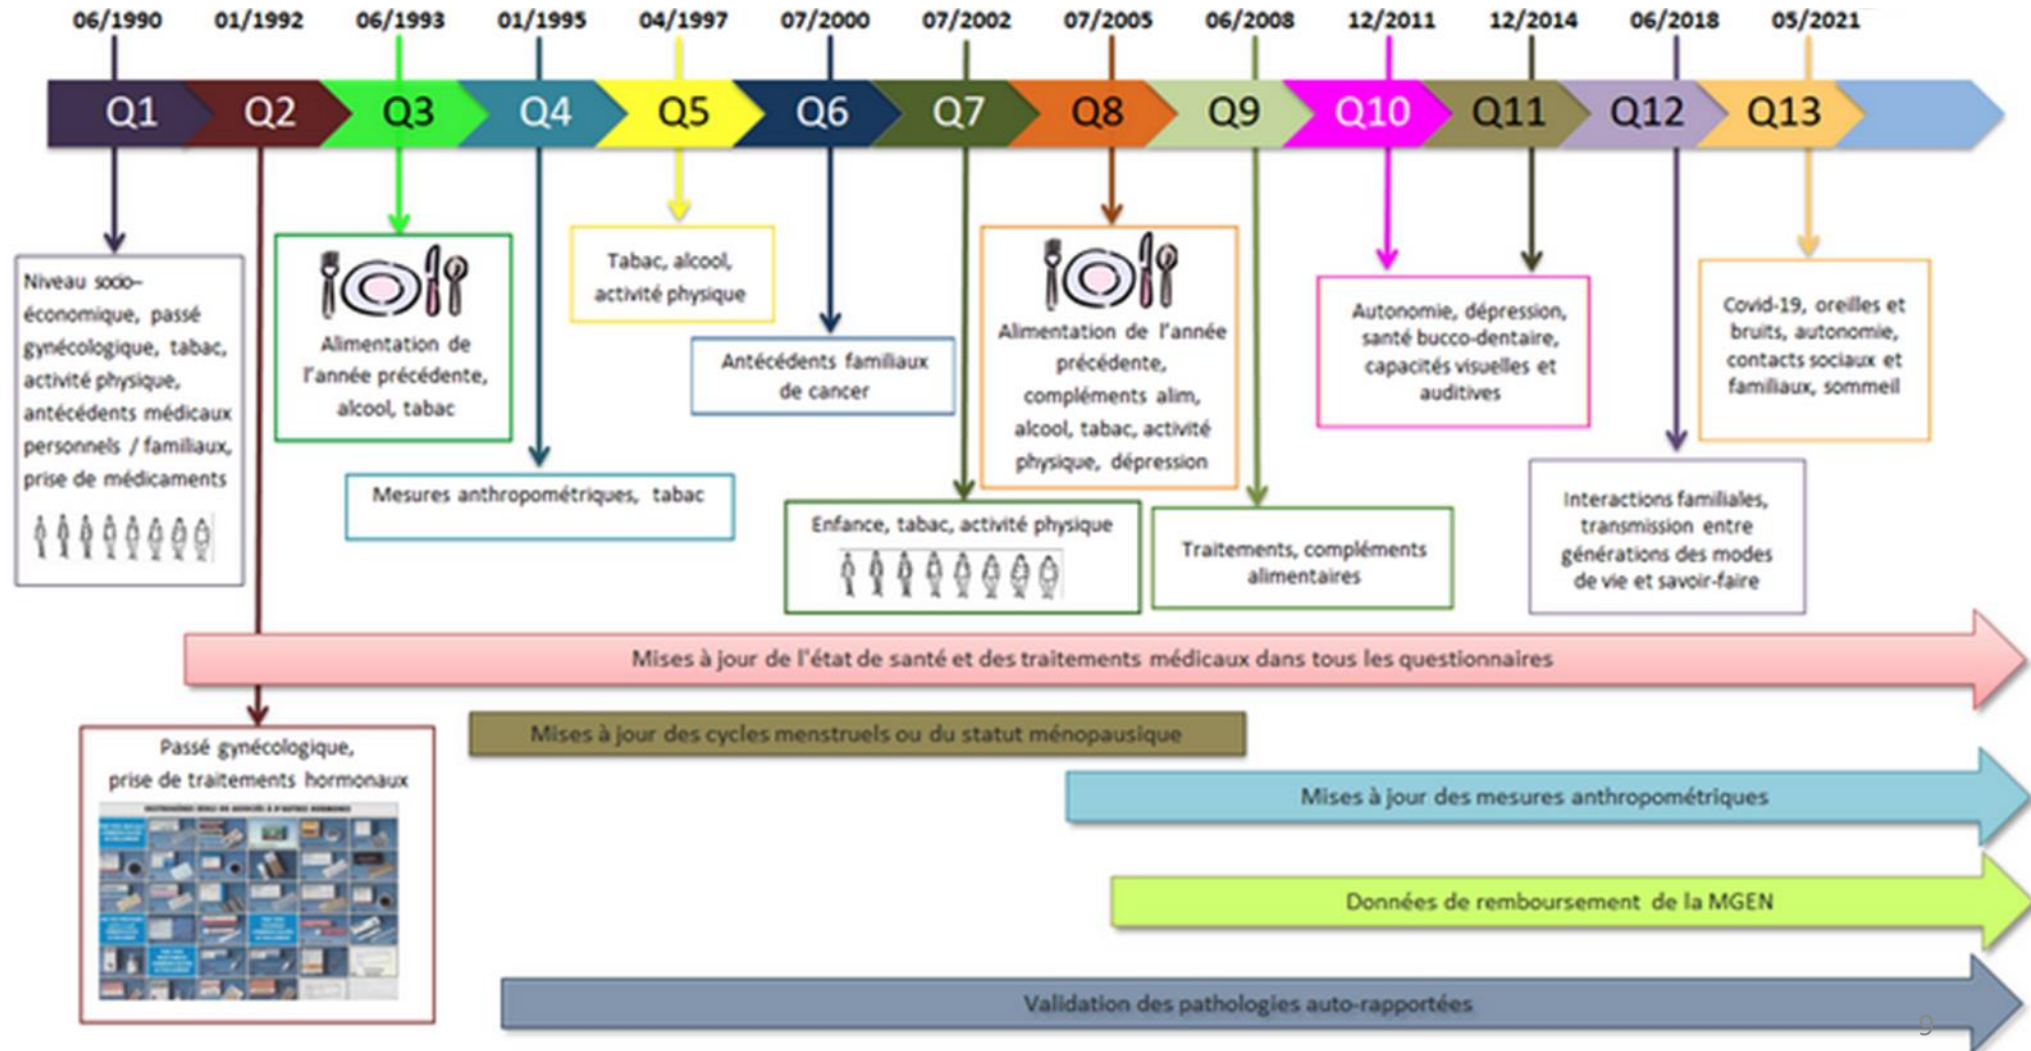 06/1990
01/1992
06/1993
01/1995
04/1997
07/2000
07/2002
07/2005
06/2008
12/2011
12/2014
06/2018
05/2021
Q1
Q2
Q3
Q4
Q5
Q6
Q7
Q8
Q9
Q10
Q11
Q12
Q13
Niveau socio-
économique, passé
gynécologique, tabac,
activité physique,
antécédents médicaux
personnels / familiaux,
prise de médicaments
Alimentation de
l'année précédente,
alcool, tabac
Mesures anthropométriques, tabac
Tabac, alcool,
activité physique
Antécédents familiaux
de cancer
Enfance, tabac, activité physique
Alimentation de l'année
précédente,
compléments alim,
alcool, tabac, activité
physique, dépression
Traitements, compléments
alimentaires
Autonomie, dépression,
santé bucco-dentaire,
capacités visuelles et
auditives
Interactions familiales,
transmission entre
générations des modes
de vie et savoir-faire
Covid-19, oreilles et
bruits, autonomie,
contacts sociaux et
familiaux, sommeil
Mises à jour de l'état de santé et des traitements médicaux dans tous les questionnaires
Passé gynécologique,
prise de traitements hormonaux
Mises à jour des cycles menstruels ou du statut ménopausique
Mises à jour des mesures anthropométriques
Données de remboursement de la MGEN
Validation des pathologies auto-rapportées
9